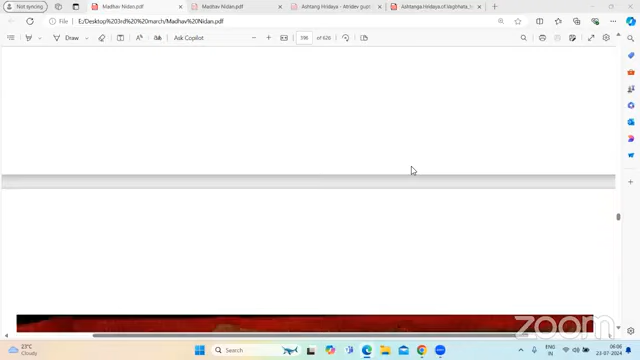 Not syncing
Madhav Nidan.pdf
Madhav Nidan.pdf
Ashtang Hridaya - Atridev gupt
Ashtanga Hridaya of Vaghbata,
File
E:/Desktop%203rd%20%20march/Madhav%20Nidan.pdf
Draw
Ask Copilot
398
of 628
zoom
23°C
Cloudy
Search
ENG
IN
06:06
23-07-2024